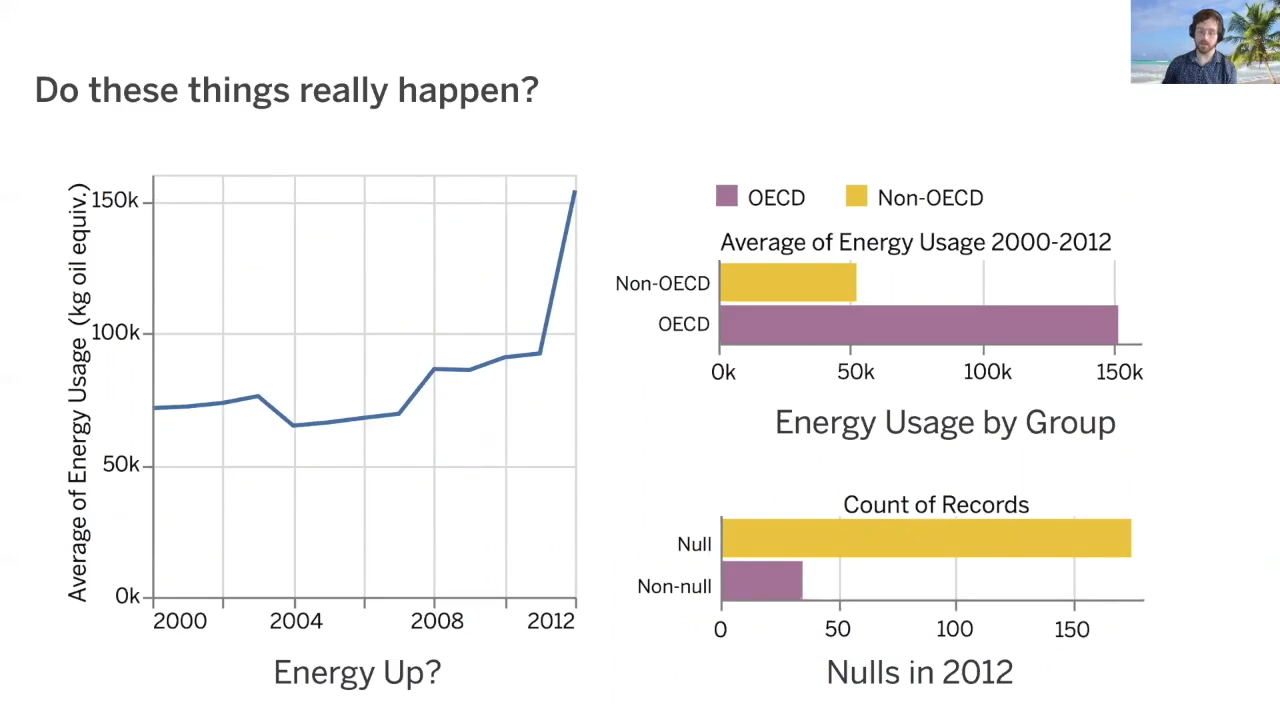 Do these things really happen?
Average of Energy Usage (kg oil equiv.)
150k
100k
50k
0k
2000 2004 2008 2012
Energy Up?
OECD Non-OECD
Average of Energy Usage 2000-2012
Non-OECD
OECD
0k 50k 100k 150k
Energy Usage by Group
Count of Records
Null
Non-null
0 50 100 150
Nulls in 2012